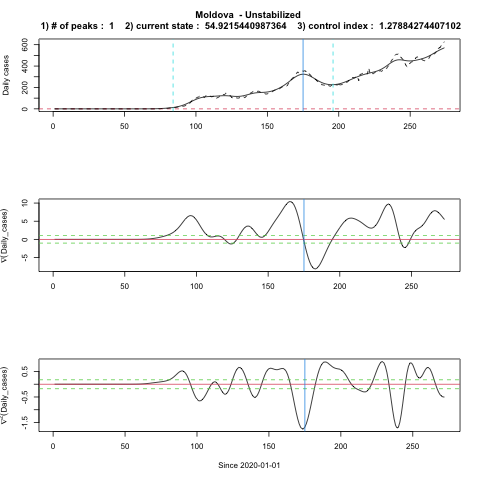 Moldova - Unstabilized
1) # of peaks : 1 2) current state : 54.9215440987364 3) control index : 1.27884274407102
Daily cases
600
400
200
0
0 50 100 150 200 250
∇(Daily_cases)
10
5
0
-5
0 50 100 150 200 250
∇²(Daily_cases)
0.5
-0.5
-1.5
0 50 100 150 200 250
Since 2020-01-01